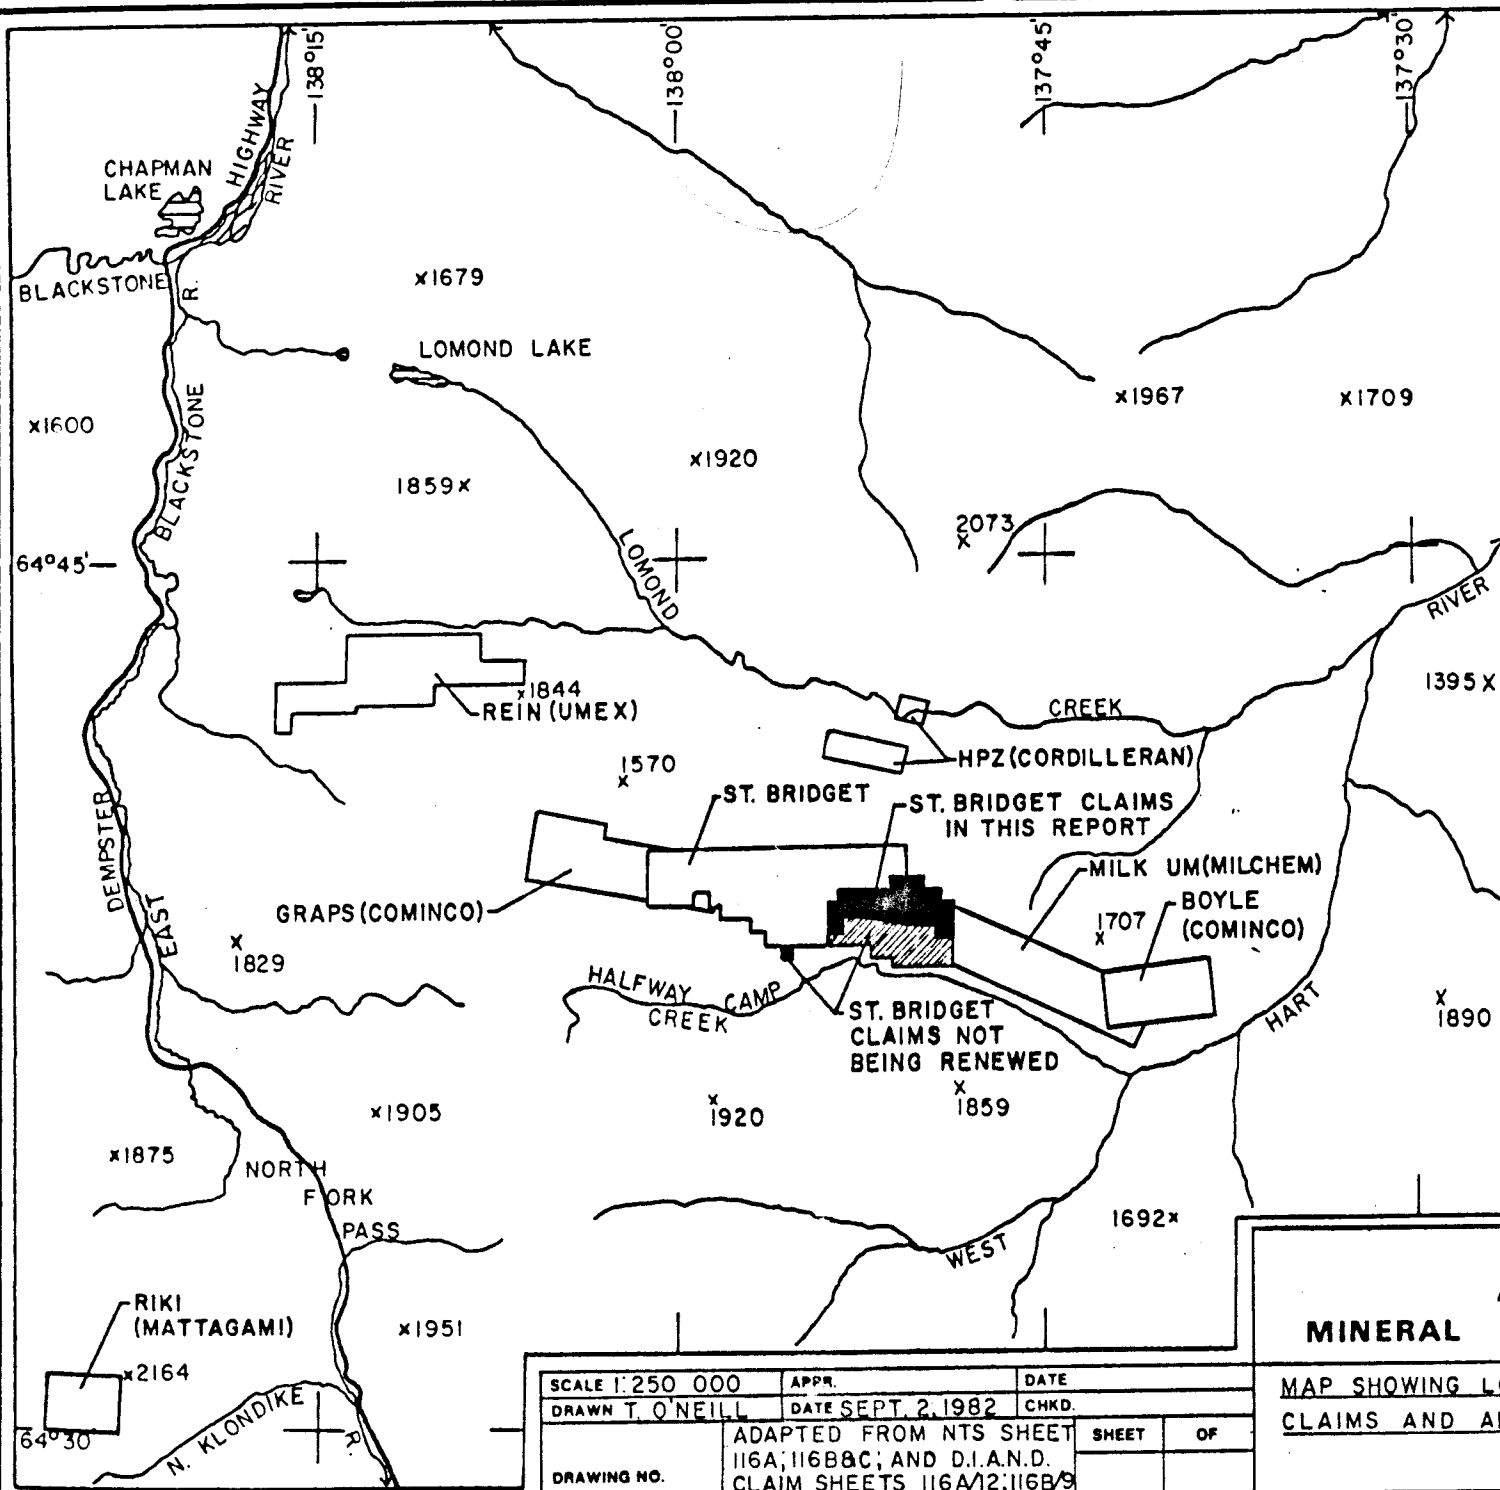 138°15'
138°00'
137°45'
137°30'
HIGHWAY
RIVER
CHAPMAN
LAKE
BLACKSTONE
R.
x1679
LOMOND LAKE
x1967
x1709
x1600
BLACKSTONE
1859x
x1920
2073
x
64°45'
LOMOND
RIVER
1395x
x1844
REIN (UMEX)
CREEK
HPZ (CORDILLERAN)
1570
x
ST. BRIDGET
ST. BRIDGET CLAIMS
IN THIS REPORT
DEMPSTER
MILK UM (MILCHEM)
BOYLE
(COMINCO)
GRAPS (COMINCO)
EAST
1707
x
x
1829
HALFWAY
CREEK
CAMP
ST. BRIDGET
CLAIMS NOT
BEING RENEWED
HART
x
1890
x
1859
x1905
x
1920
x1875
NORTH
FORK
PASS
1692x
WEST
RIKI
(MATTAGAMI)
x1951
x2164
64°30'
N. KLONDIKE
R.
MINERAL
MAP SHOWING
CLAIMS AND
SCALE 1:250 000
APPR.
DATE
DRAWN T. O'NEILL
DATE SEPT. 2, 1982
CHKD.
DRAWING NO.
ADAPTED FROM NTS SHEET
116A; 116B&C; AND D.I.A.N.D.
CLAIM SHEETS 116A/12; 116B/9
SHEET
OF